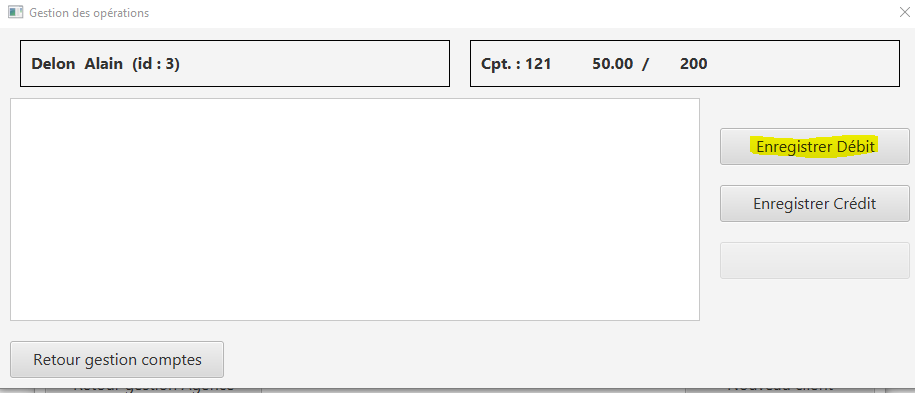 Gestion des opérations
Delon Alain (id : 3)
Cpt. : 121 50.00 / 200
Enregistrer Débit
Enregistrer Crédit
Retour gestion comptes
Retour gestion Agence
Nouveau client